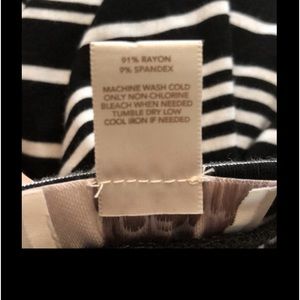 91% RAYON
9% SPANDEX
MACHINE WASH COLD
ONLY NON-CHLORINE
BLEACH WHEN NEEDED
TUMBLE DRY LOW
COOL IRON IF NEEDED